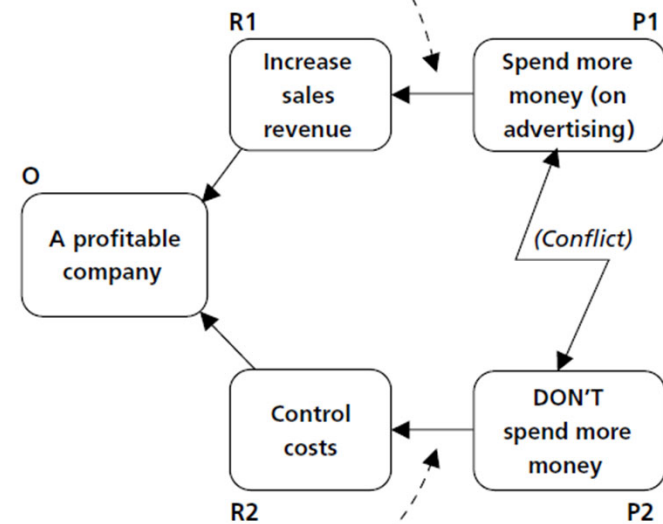 R1
P1
Increase
sales
revenue
Spend more
money (on
advertising)
O
A profitable
company
(Conflict)
Control
costs
DON'T
spend more
money
R2
P2